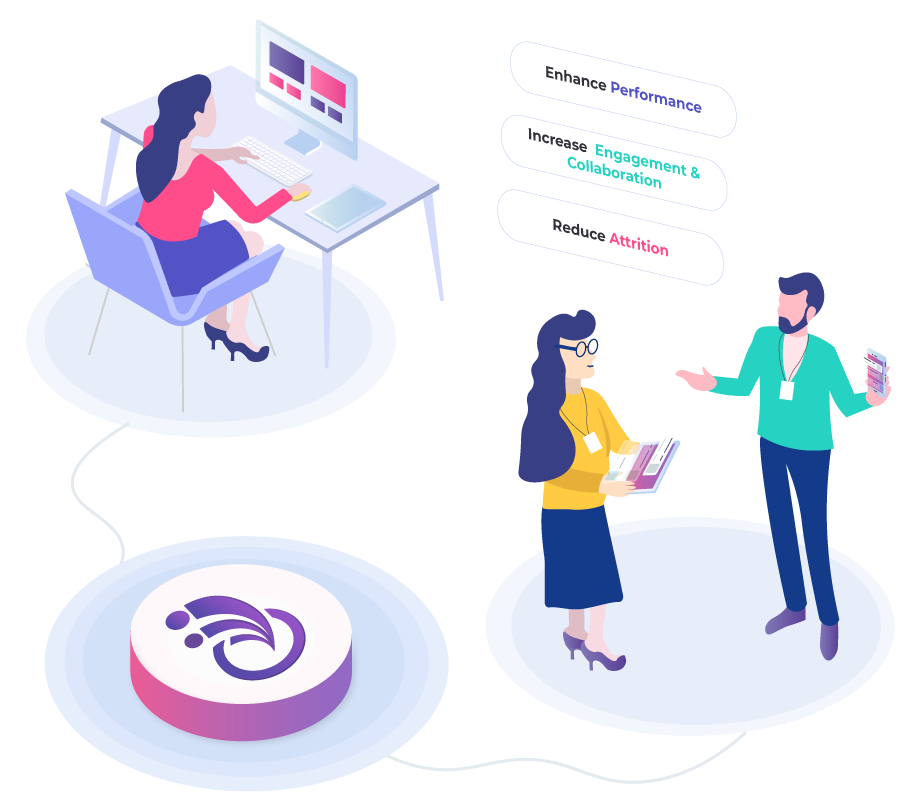 Enhance Performance
Increase Engagement &
Collaboration
Reduce Attrition